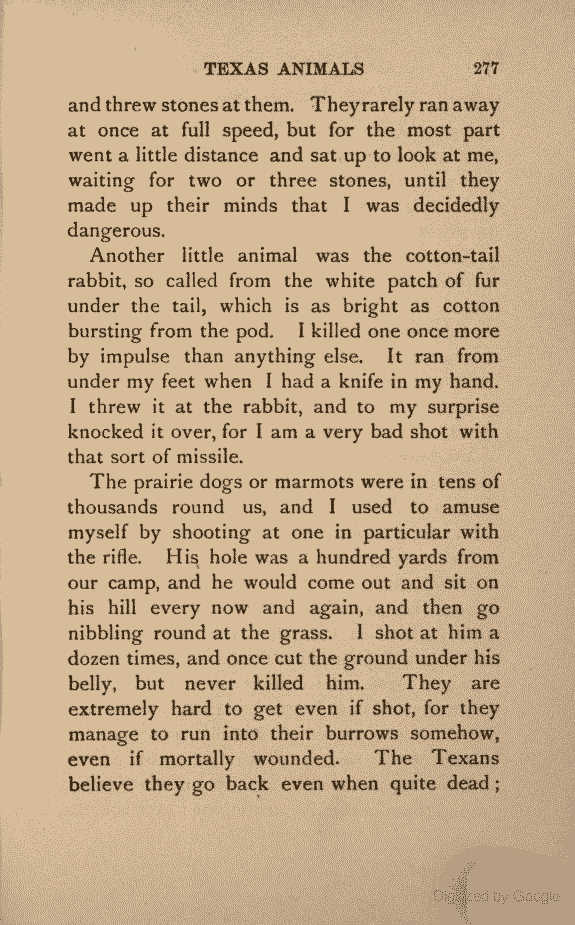 TEXAS ANIMALS 277
and threw stones at them. They rarely ran away
at once at full speed, but for the most part
went a little distance and sat up to look at me,
waiting for two or three stones, until they
made up their minds that I was decidedly
dangerous.
Another little animal was the cotton-tail
rabbit, so called from the white patch of fur
under the tail, which is as bright as cotton
bursting from the pod. I killed one once more
by impulse than anything else. It ran from
under my feet when I had a knife in my hand.
I threw it at the rabbit, and to my surprise
knocked it over, for I am a very bad shot with
that sort of missile.
The prairie dogs or marmots were in tens of
thousands round us, and I used to amuse
myself by shooting at one in particular with
the rifle. His hole was a hundred yards from
our camp, and he would come out and sit on
his hill every now and again, and then go
nibbling round at the grass. I shot at him a
dozen times, and once cut the ground under his
belly, but never killed him. They are
extremely hard to get even if shot, for they
manage to run into their burrows somehow,
even if mortally wounded. The Texans
believe they go back even when quite dead ;
Digitized by Google